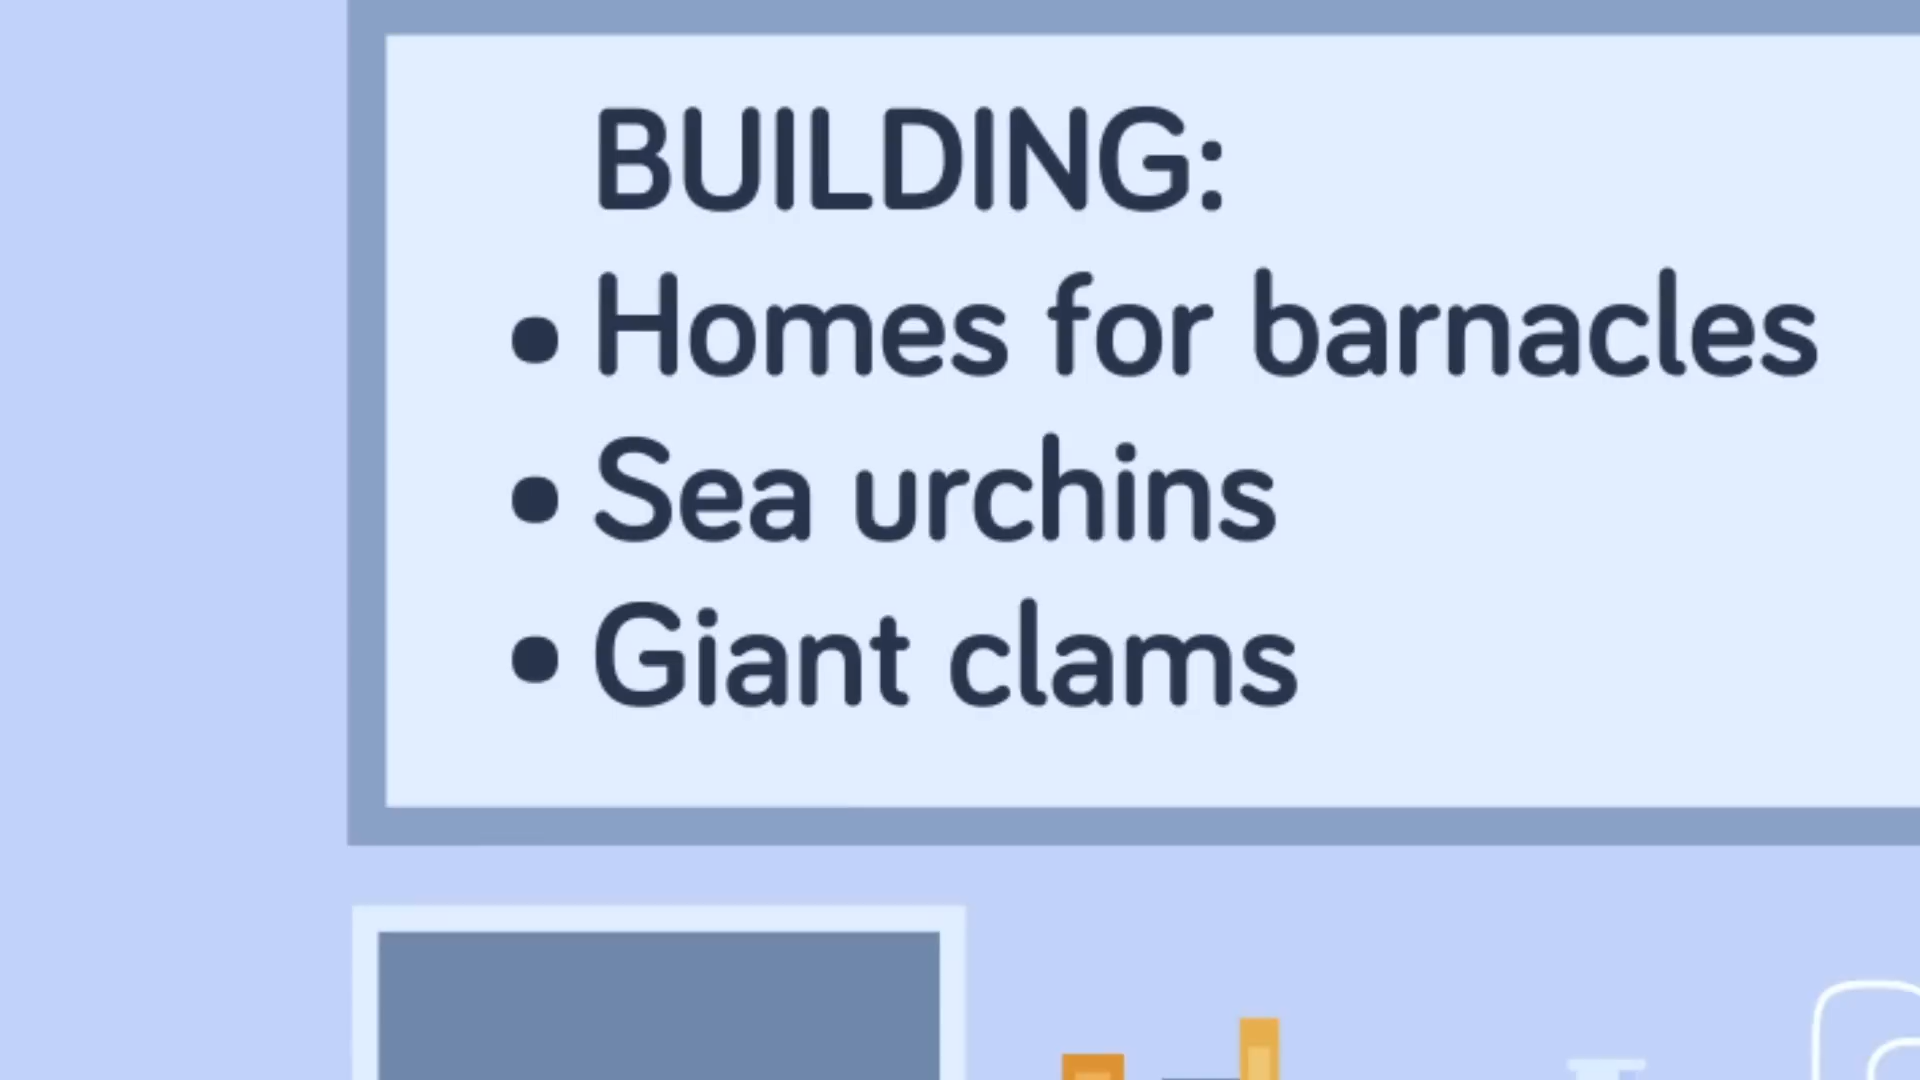 BUILDING:
• Homes for barnacles
• Sea urchins
• Giant clams